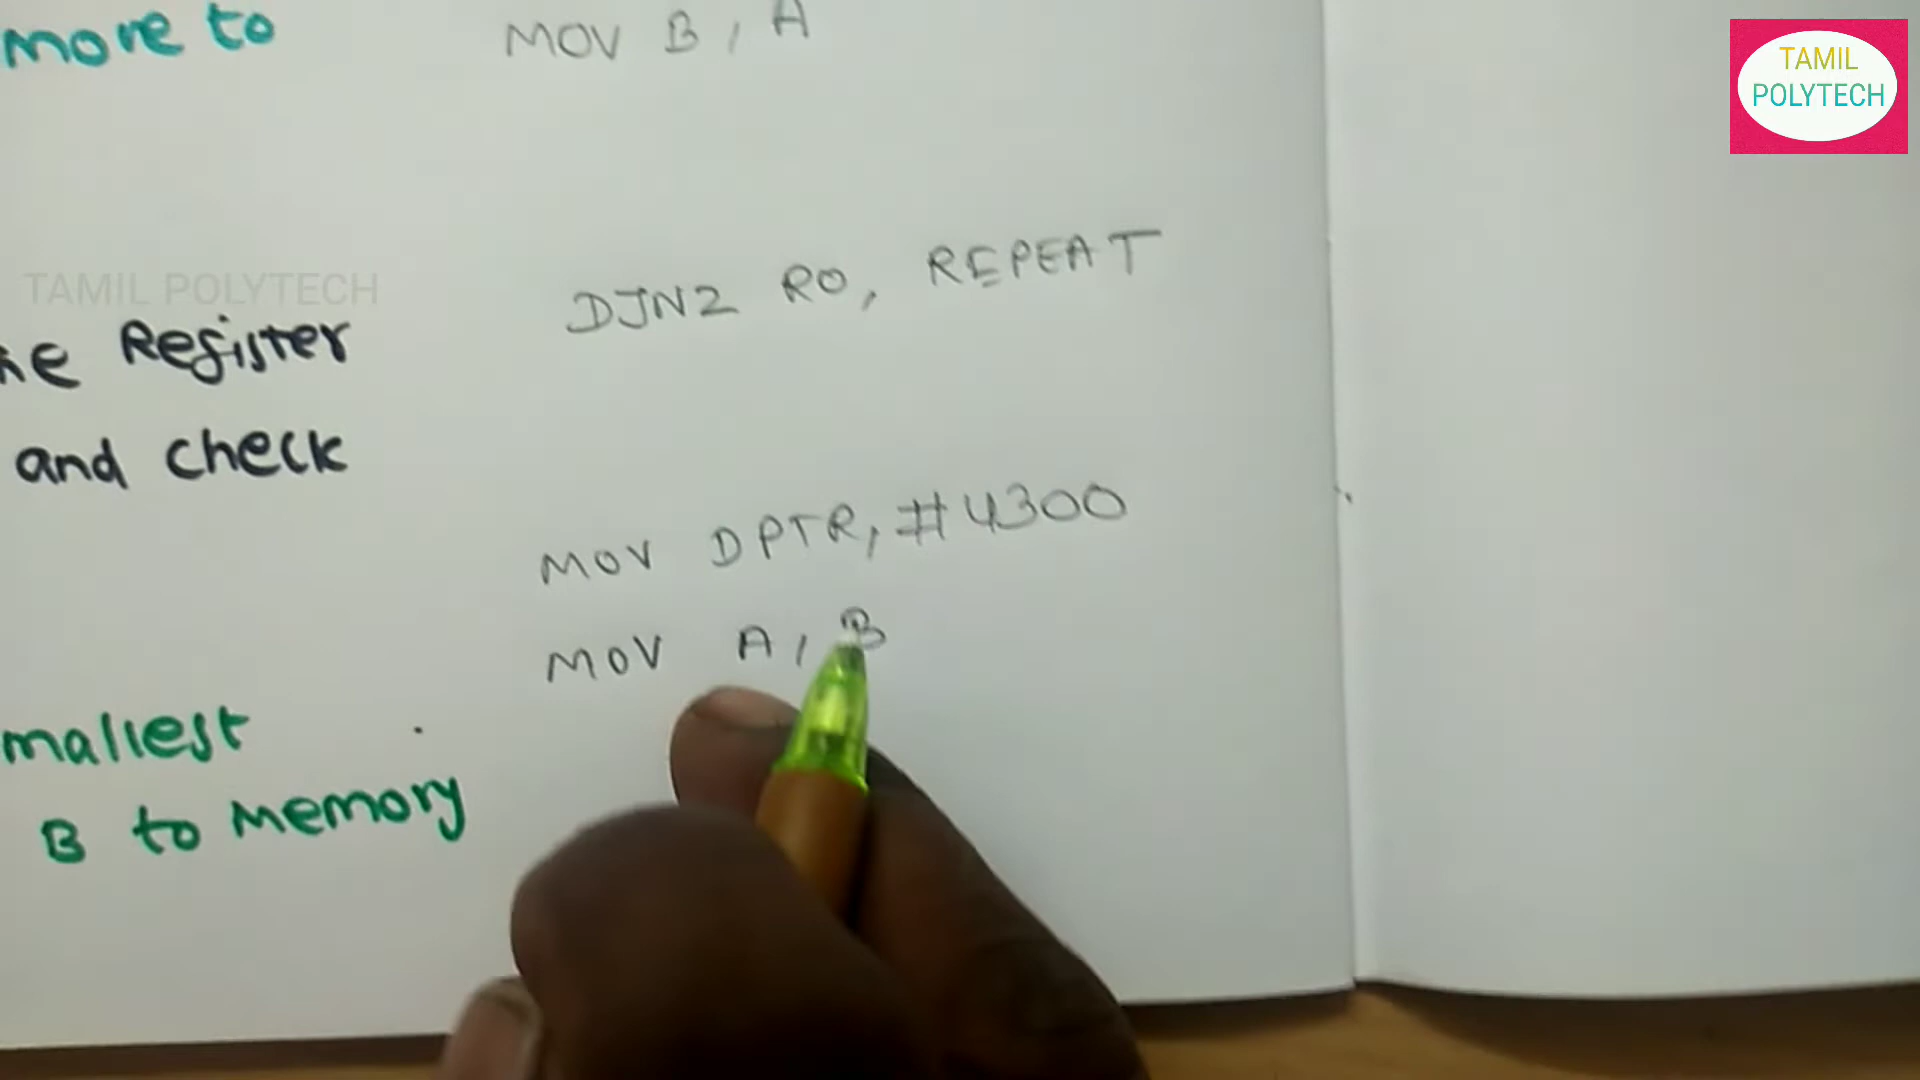 more to MOV B, A
TAMIL
POLYTECH
TAMIL POLYTECH
DJNZ R0, REPEAT
Register
and check
MOV DPTR, #4300
MOV A, B
mallest
B to memory